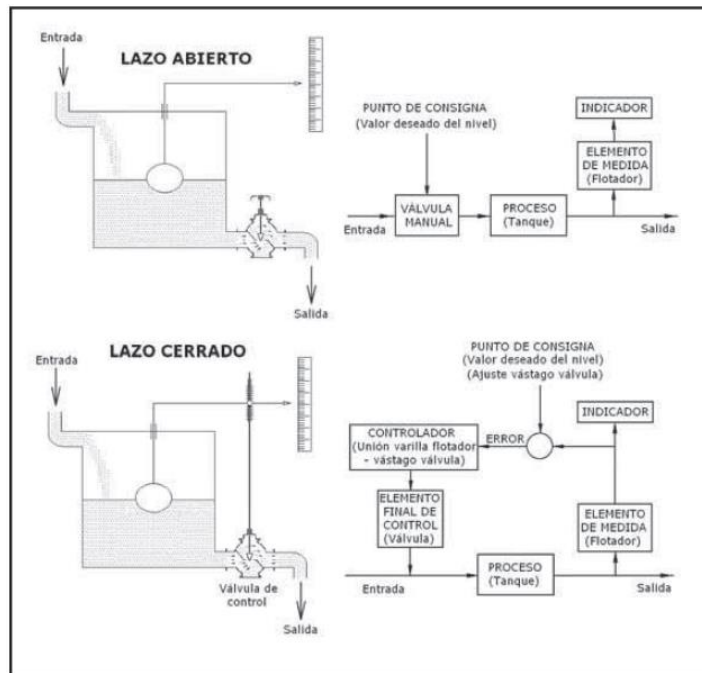 Entrada
LAZO ABIERTO
PUNTO DE CONSIGNA
(Valor deseado del nivel)
INDICADOR
ELEMENTO
DE MEDIDA
(Flotador)
VÁLVULA
MANUAL
PROCESO
(Tanque)
Entrada
Salida
Salida
LAZO CERRADO
Entrada
Válvula de
control
Salida
PUNTO DE CONSIGNA
(Valor deseado del nivel)
(Ajuste vástago válvula)
INDICADOR
CONTROLADOR
(Unión varilla flotador
- vástago válvula)
ERROR
ELEMENTO
FINAL DE
CONTROL
(Válvula)
ELEMENTO
DE MEDIDA
(Flotador)
PROCESO
(Tanque)
Entrada
Salida